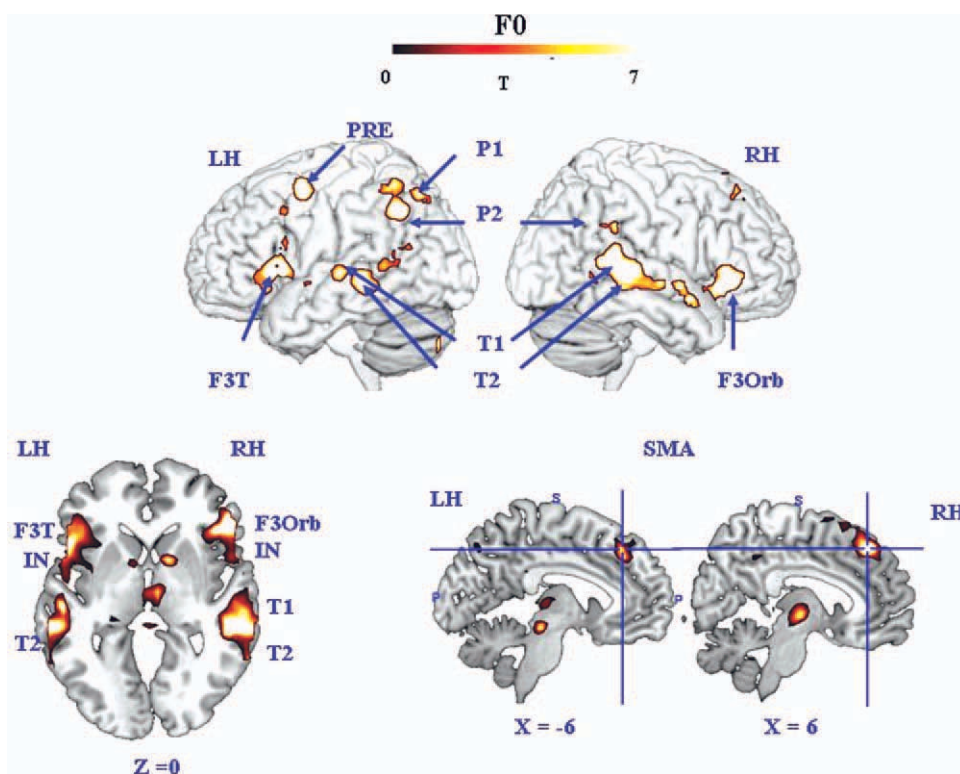 F0
0 7
T
PRE
LH P1 RH
P2
T1
F3T T2 F3Orb
LH RH SMA
LH S S RH
F3T F3Orb
IN IN
T1
P P
T2 T2
X = -6 X = 6
Z =0